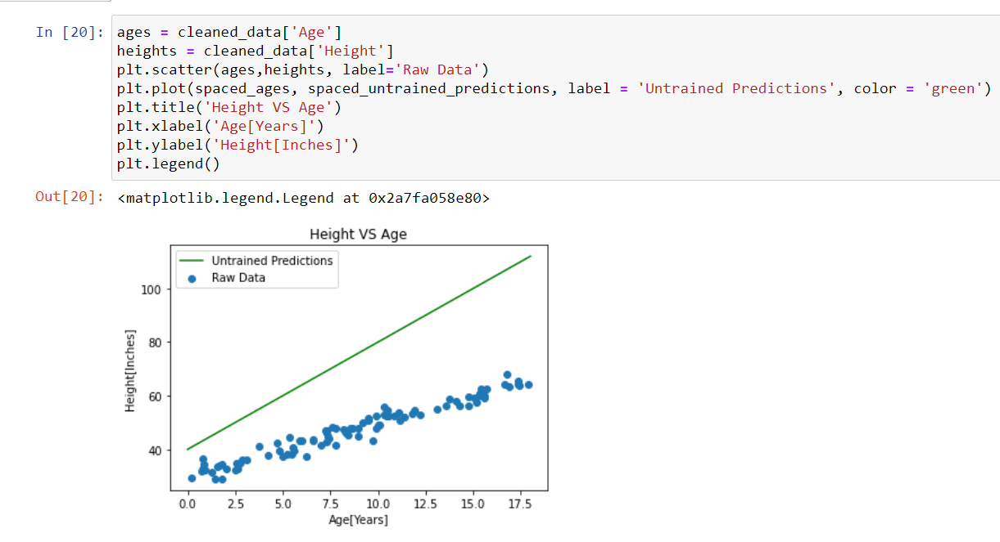 In [20]: ages = cleaned_data['Age']
heights = cleaned_data['Height']
plt.scatter(ages,heights, label='Raw Data')
plt.plot(spaced_ages, spaced_untrained_predictions, label = 'Untrained Predictions', color = 'green')
plt.title('Height VS Age')
plt.xlabel('Age[Years]')
plt.ylabel('Height[Inches]')
plt.legend()
Out[20]: <matplotlib.legend.Legend at 0x2a7fa058e80>
Height VS Age
Untrained Predictions
Raw Data
100
80
60
40
Height[Inches]
0.0 2.5 5.0 7.5 10.0 12.5 15.0 17.5
Age[Years]